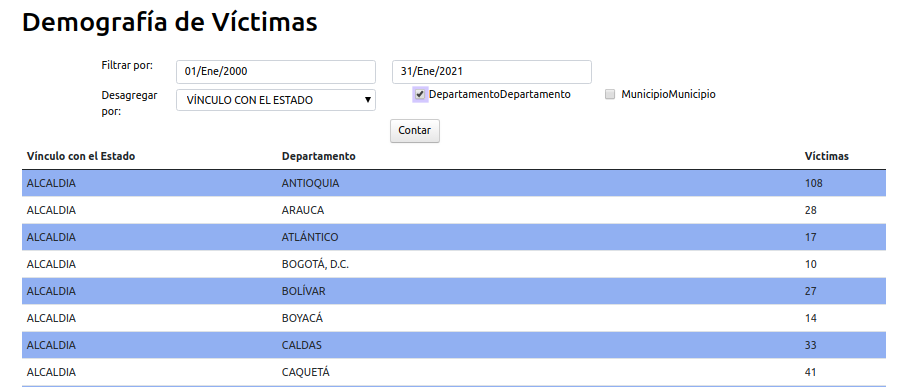 Demografía de Víctimas
Filtrar por: 01/Ene/2000 31/Ene/2021
Desagregar por: VÍNCULO CON EL ESTADO DepartamentoDepartamento MunicipioMunicipio
Contar
Vínculo con el Estado Departamento Víctimas
ALCALDIA ANTIOQUIA 108
ALCALDIA ARAUCA 28
ALCALDIA ATLÁNTICO 17
ALCALDIA BOGOTÁ, D.C. 10
ALCALDIA BOLÍVAR 27
ALCALDIA BOYACÁ 14
ALCALDIA CALDAS 33
ALCALDIA CAQUETÁ 41